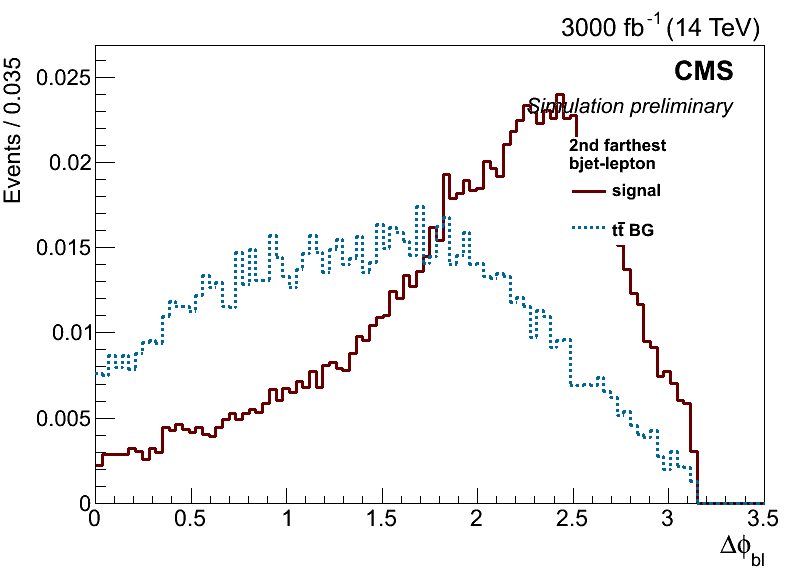 3000 fb⁻¹ (14 TeV)
Events / 0.035
CMS
Simulation preliminary
2nd farthest
bjet-lepton
signal
tt̄ BG
0.025
0.02
0.015
0.01
0.005
0
0 0.5 1 1.5 2 2.5 3 3.5
Δϕbl